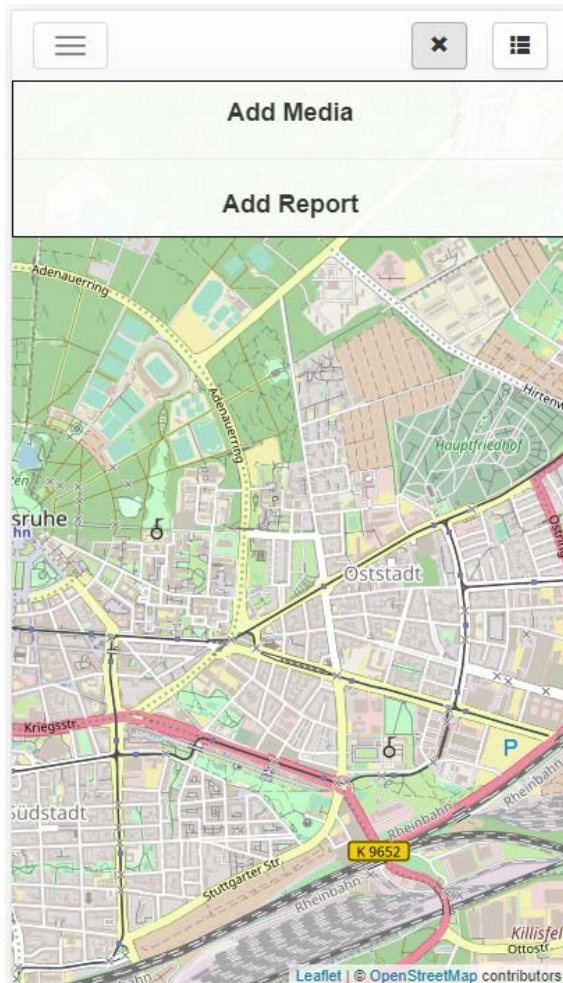 Add Media
Add Report
Adenauerring
Adenauerring
Hirtenw
Hauptfriedhof
Ostring
sruhe
hn
Oststadt
Kriegsstr.
P
Rheinbahn
Südstadt
Rheinbahn
K 9652
Stuttgarter Str.
Rheinbahn
Killisfel
Ottostr.
Leaflet | © OpenStreetMap contributors